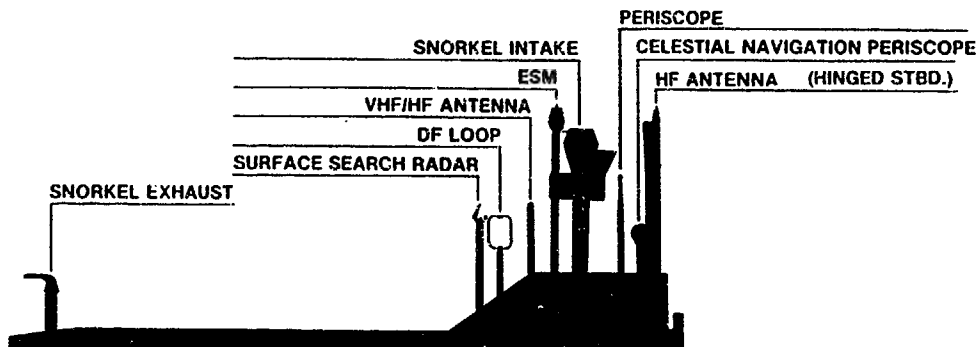 PERISCOPE
SNORKEL INTAKE
CELESTIAL NAVIGATION PERISCOPE
ESM
HF ANTENNA (HINGED STBD.)
VHF/HF ANTENNA
DF LOOP
SURFACE SEARCH RADAR
SNORKEL EXHAUST